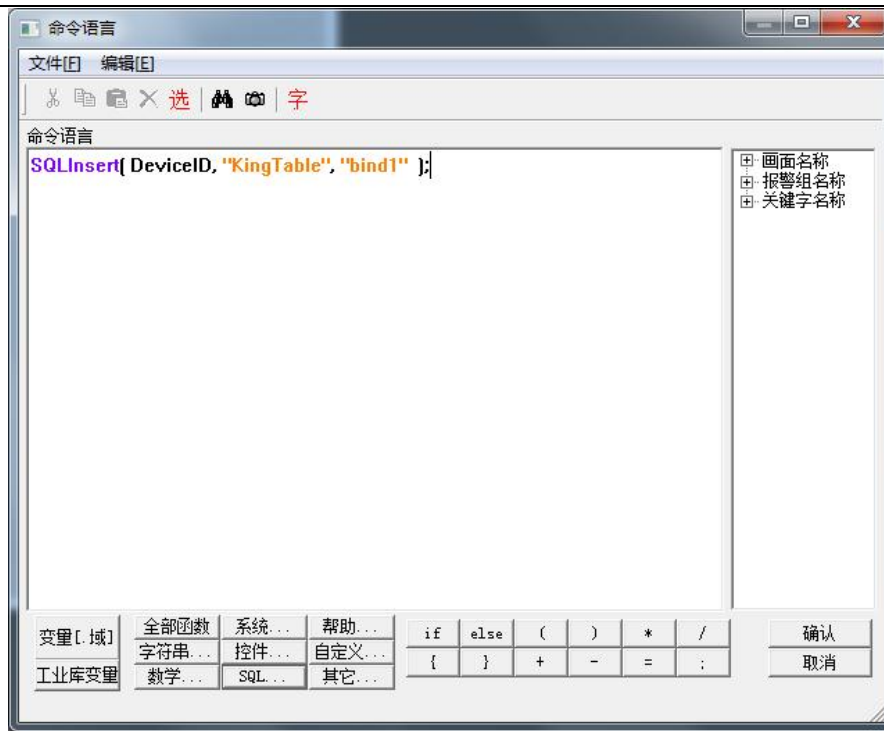 命令语言
文件[F] 编辑[E]
选 字
命令语言
SQLInsert( DeviceID, "KingTable", "bind1" );
画面名称
报警组名称
关键字名称
变量[.域] 全部函数 系统... 帮助... if else ( ) * / 确认
字符串... 控件... 自定义...
工业库变量 数学... SQL... 其它... { } + - = ; 取消